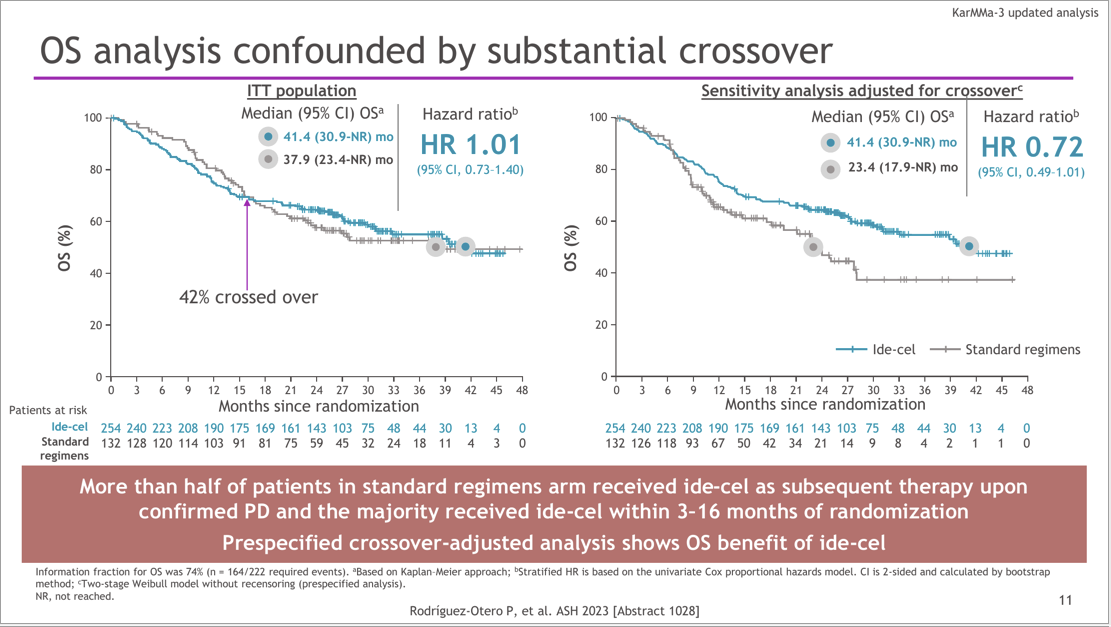 KarMMa-3 updated analysis
OS analysis confounded by substantial crossover
ITT population
Median (95% CI) OSᵃ
41.4 (30.9-NR) mo
37.9 (23.4-NR) mo
Hazard ratioᵇ
HR 1.01
(95% CI, 0.73–1.40)
OS (%)
100
80
60
40
20
0
42% crossed over
0 3 6 9 12 15 18 21 24 27 30 33 36 39 42 45 48
Months since randomization
Sensitivity analysis adjusted for crossoverᶜ
Median (95% CI) OSᵃ
41.4 (30.9-NR) mo
23.4 (17.9-NR) mo
Hazard ratioᵇ
HR 0.72
(95% CI, 0.49–1.01)
OS (%)
100
80
60
40
20
0
Ide-cel
Standard regimens
0 3 6 9 12 15 18 21 24 27 30 33 36 39 42 45 48
Months since randomization
Patients at risk
Ide-cel 254 240 223 208 190 175 169 161 143 103 75 48 44 30 13 4 0
Standard 132 128 120 114 103 91 81 75 59 45 32 24 18 11 4 3 0
regimens
254 240 223 208 190 175 169 161 143 103 75 48 44 30 13 4 0
132 126 118 93 67 50 42 34 21 14 9 8 4 2 1 1 0
More than half of patients in standard regimens arm received ide-cel as subsequent therapy upon
confirmed PD and the majority received ide-cel within 3–16 months of randomization
Prespecified crossover-adjusted analysis shows OS benefit of ide-cel
Information fraction for OS was 74% (n = 164/222 required events). ᵃBased on Kaplan-Meier approach; ᵇStratified HR is based on the univariate Cox proportional hazards model. CI is 2-sided and calculated by bootstrap
method; ᶜTwo-stage Weibull model without recensoring (prespecified analysis).
NR, not reached.
Rodríguez-Otero P, et al. ASH 2023 [Abstract 1028]
11